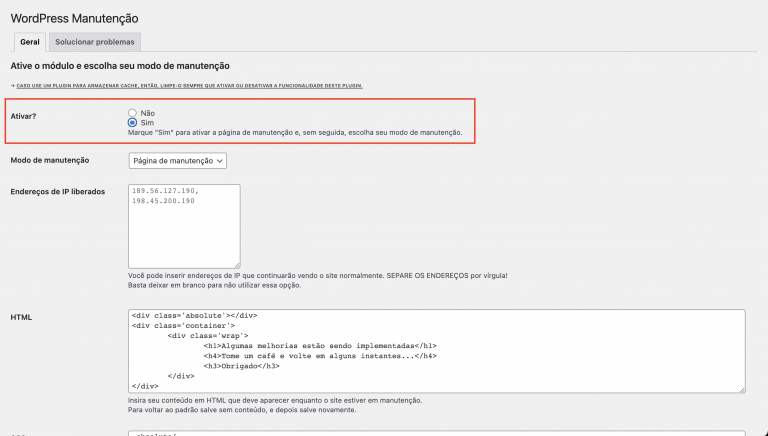 WordPress Manutenção
Geral
Solucionar problemas
Ative o módulo e escolha seu modo de manutenção
→ CASO USE UM PLUGIN PARA ARMAZENAR CACHE, ENTÃO, LIMPE-O SEMPRE QUE ATIVAR OU DESATIVAR A FUNCIONALIDADE DESTE PLUGIN.
Ativar?
Não
Sim
Marque "Sim" para ativar a página de manutenção e, sem seguida, escolha seu modo de manutenção.
Modo de manutenção
Página de manutenção
Endereços de IP liberados
189.56.127.190,
198.45.200.190
Você pode inserir endereços de IP que continuarão vendo o site normalmente. SEPARE OS ENDEREÇOS por vírgula!
Basta deixar em branco para não utilizar essa opção.
HTML
<div class='absolute'></div>
<div class='container'>
<div class='wrap'>
<h1>Algumas melhorias estão sendo implementadas</h1>
<h4>Tome um café e volte em alguns instantes...</h4>
<h3>Obrigado</h3>
</div>
</div>
Insira seu conteúdo em HTML que deve aparecer enquanto o site estiver em manutenção.
Para voltar ao padrão salve sem conteúdo, e depois salve novamente.